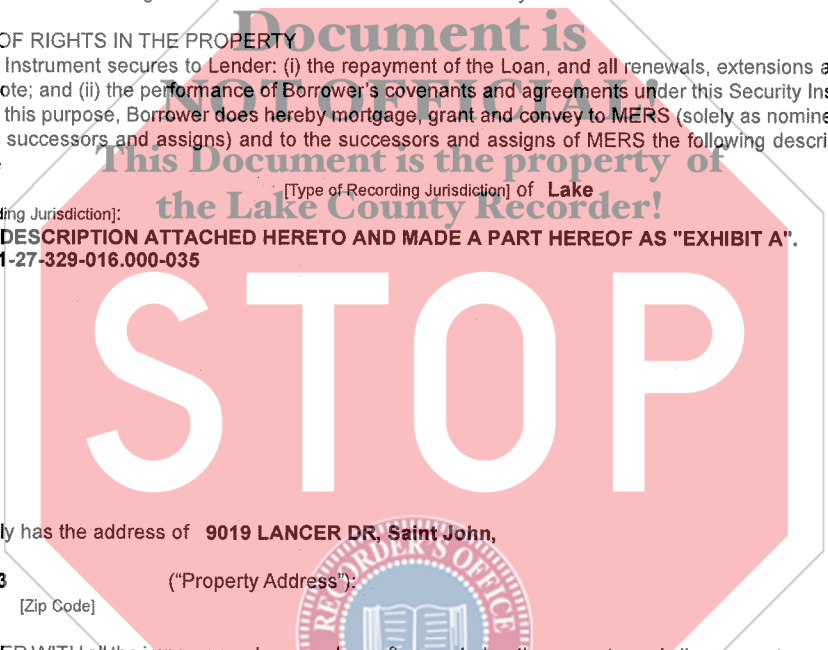 Document is
OF RIGHTS IN THE PROPERTY
Instrument secures to Lender: (i) the repayment of the Loan, and all renewals, extensions
ote; and (ii) the performance of Borrower's covenants and agreements under this Security Ins
NOT OFFICIAL!
this purpose, Borrower does hereby mortgage, grant and convey to MERS (solely as nomine
successors and assigns) and to the successors and assigns of MERS the following descri
This Document is the property of
[Type of Recording Jurisdiction] of Lake
the Lake County Recorder!
ding Jurisdiction]:
DESCRIPTION ATTACHED HERETO AND MADE A PART HEREOF AS "EXHIBIT A".
1-27-329-016.000-035
STOP
ly has the address of 9019 LANCER DR, Saint John,
RECORDER'S OFFICE
3 ("Property Address"):
[Zip Code]